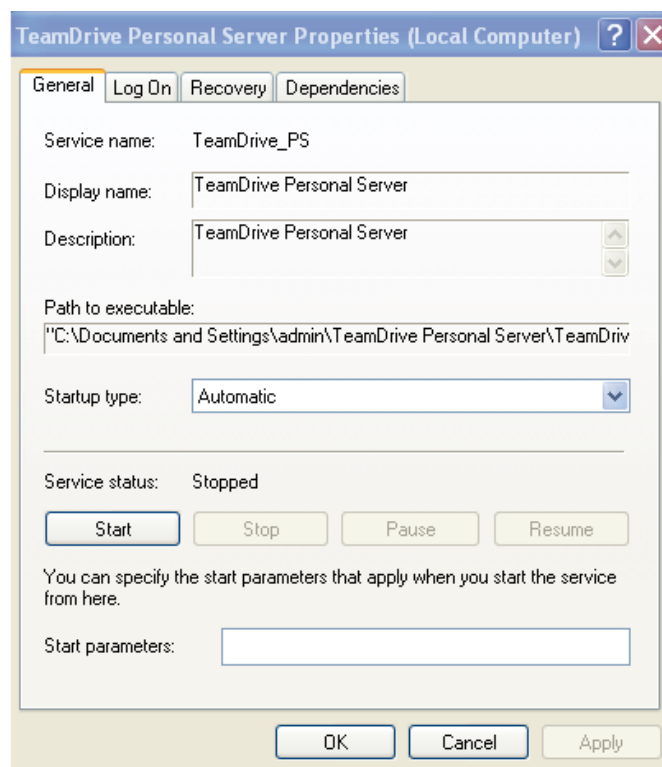 TeamDrive Personal Server Properties (Local Computer)
General Log On Recovery Dependencies
Service name: TeamDrive_PS
Display name: TeamDrive Personal Server
Description: TeamDrive Personal Server
Path to executable:
"C:\Documents and Settings\admin\TeamDrive Personal Server\TeamDriv
Startup type: Automatic
Service status: Stopped
Start Stop Pause Resume
You can specify the start parameters that apply when you start the service
from here.
Start parameters:
OK Cancel Apply